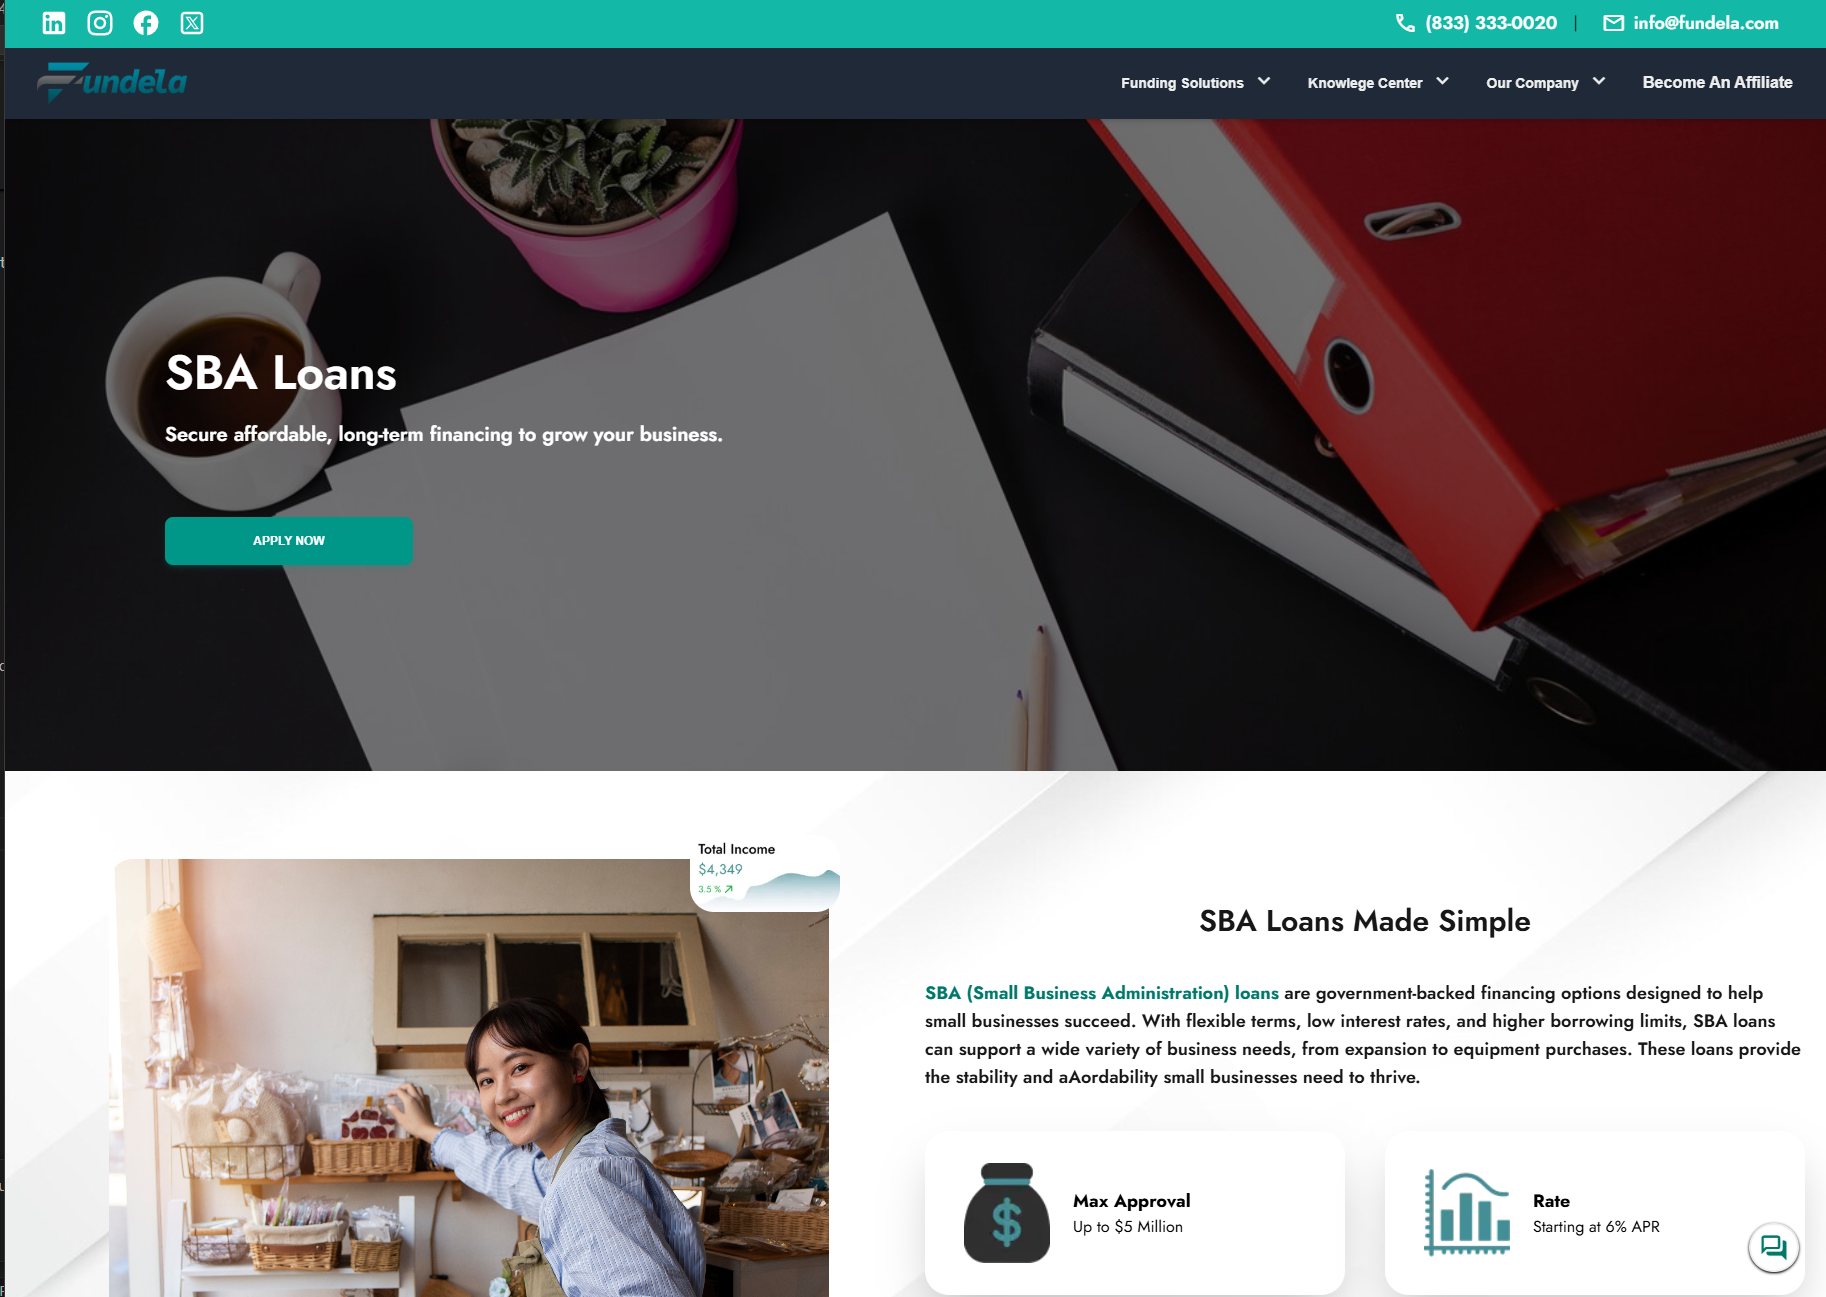 (833) 333-0020 | info@fundela.com
Fundela
Funding Solutions
Knowlege Center
Our Company
Become An Affiliate
SBA Loans
Secure affordable, long-term financing to grow your business.
APPLY NOW
Total Income
$4,349
3.5 %
SBA Loans Made Simple
SBA (Small Business Administration) loans are government-backed financing options designed to help
small businesses succeed. With flexible terms, low interest rates, and higher borrowing limits, SBA loans
can support a wide variety of business needs, from expansion to equipment purchases. These loans provide
the stability and aAordability small businesses need to thrive.
Max Approval
Up to $5 Million
Rate
Starting at 6% APR